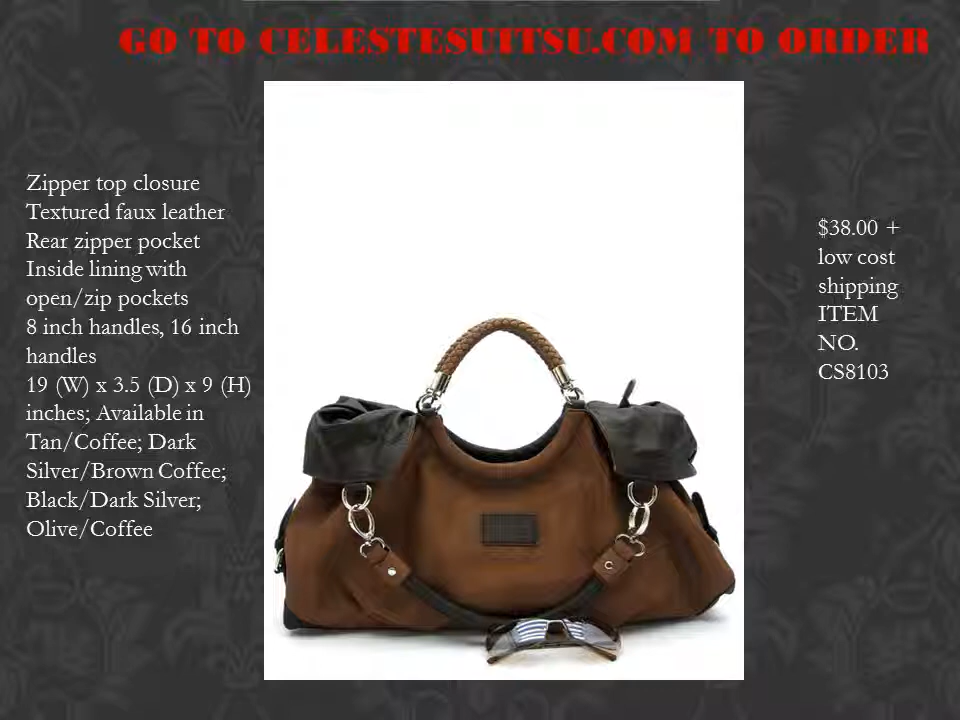 GO TO CELESTESUITSU.COM TO ORDER
Zipper top closure
Textured faux leather
Rear zipper pocket
Inside lining with
open/zip pockets
8 inch handles, 16 inch
handles
19 (W) x 3.5 (D) x 9 (H)
inches; Available in
Tan/Coffee; Dark
Silver/Brown Coffee;
Black/Dark Silver;
Olive/Coffee
$38.00 +
low cost
shipping
ITEM
NO.
CS8103